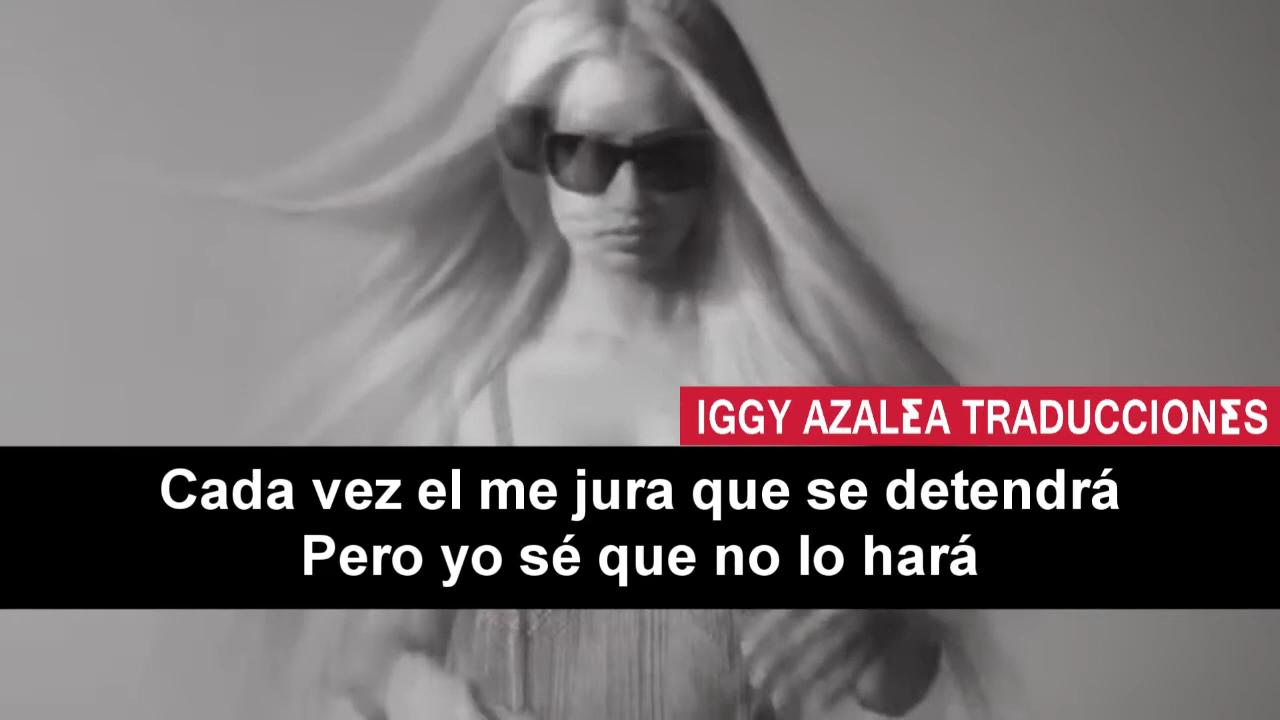 IGGY AZALEA TRADUCCIONES
Cada vez el me jura que se detendrá
Pero yo sé que no lo hará